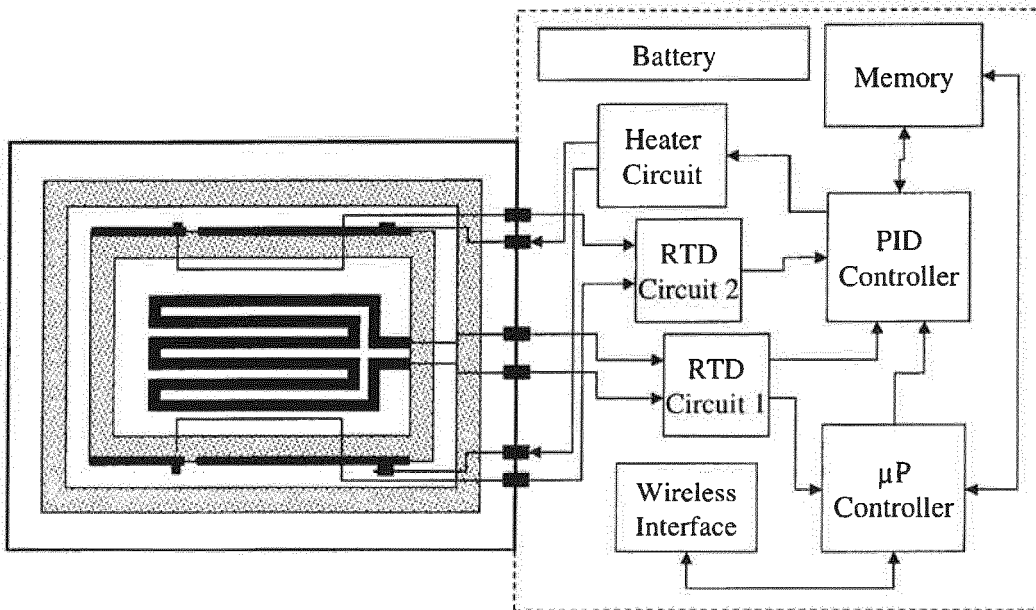 Battery
Memory
Heater
Circuit
PID
Controller
RTD
Circuit 2
RTD
Circuit 1
μP
Controller
Wireless
Interface